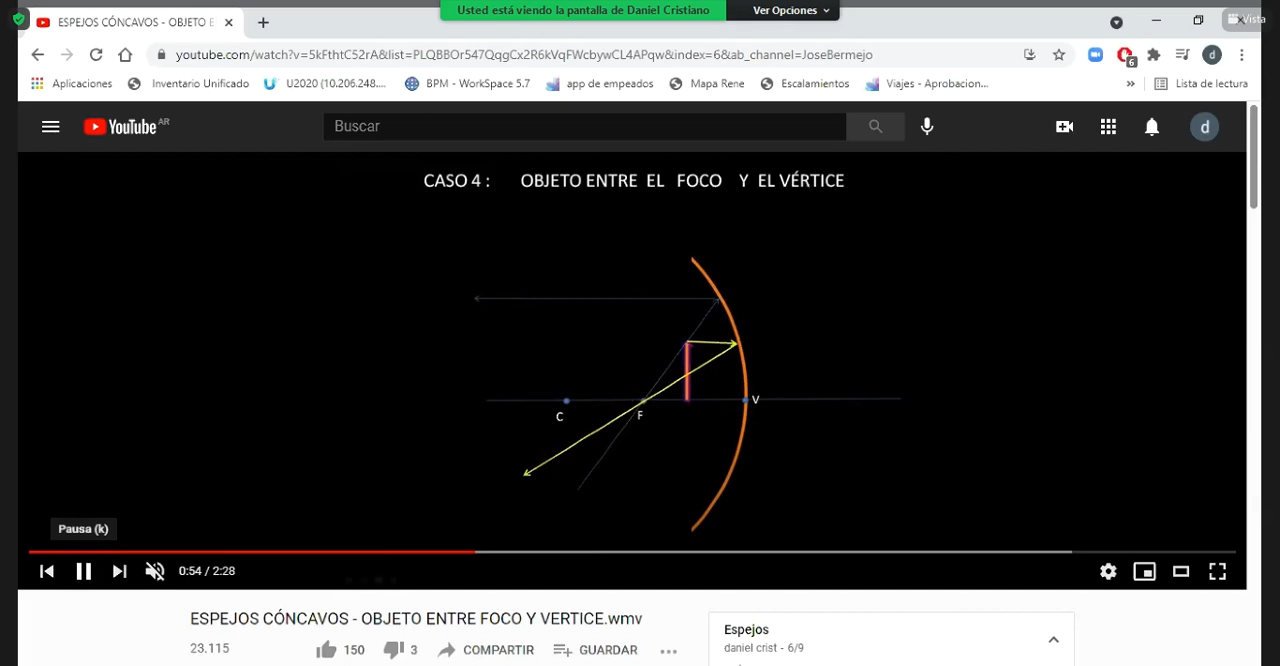 Usted está viendo la pantalla de Daniel Cristiano
Ver Opciones
Vista
ESPEJOS CÓNCAVOS - OBJETO E
youtube.com/watch?v=5kFthtC52rA&list=PLQBBOr547QqgCx2R6kVqFWcbywCL4APqw&index=6&ab_channel=JoseBermejo
6
d
Aplicaciones
Inventario Unificado
U2020 (10.206.248....
BPM - WorkSpace 5.7
app de empeados
Mapa Rene
Escalamientos
Viajes - Aprobacion...
»
Lista de lectura
YouTube AR
Buscar
d
CASO 4 : OBJETO ENTRE EL FOCO Y EL VÉRTICE
C
F
V
Pausa (k)
0:54 / 2:28
ESPEJOS CÓNCAVOS - OBJETO ENTRE FOCO Y VERTICE.wmv
23.115
150
3
COMPARTIR
GUARDAR
Espejos
daniel crist - 6/9